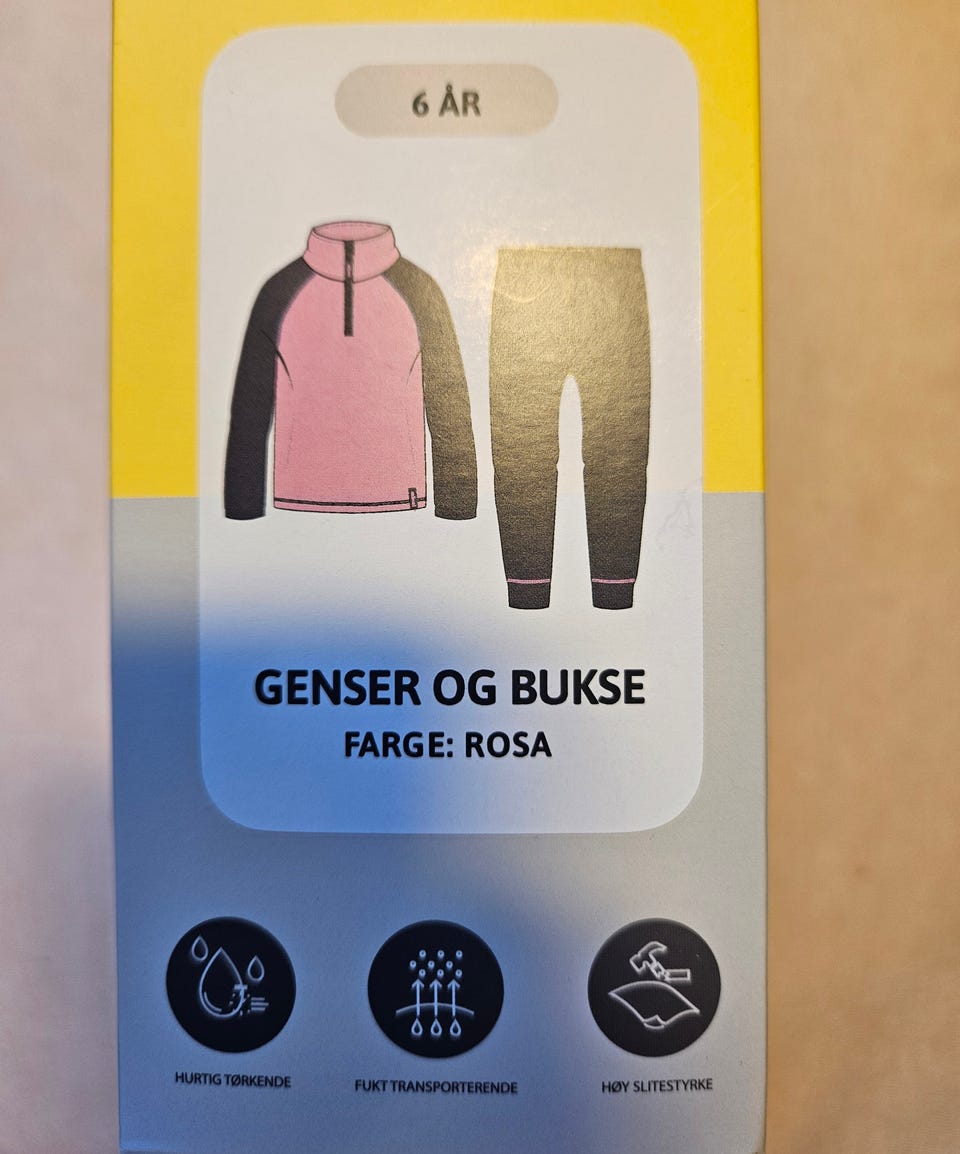 6 ÅR
GENSER OG BUKSE
FARGE: ROSA
HURTIG TØRKENDE
FUKT TRANSPORTERENDE
HØY SLITESTYRKE